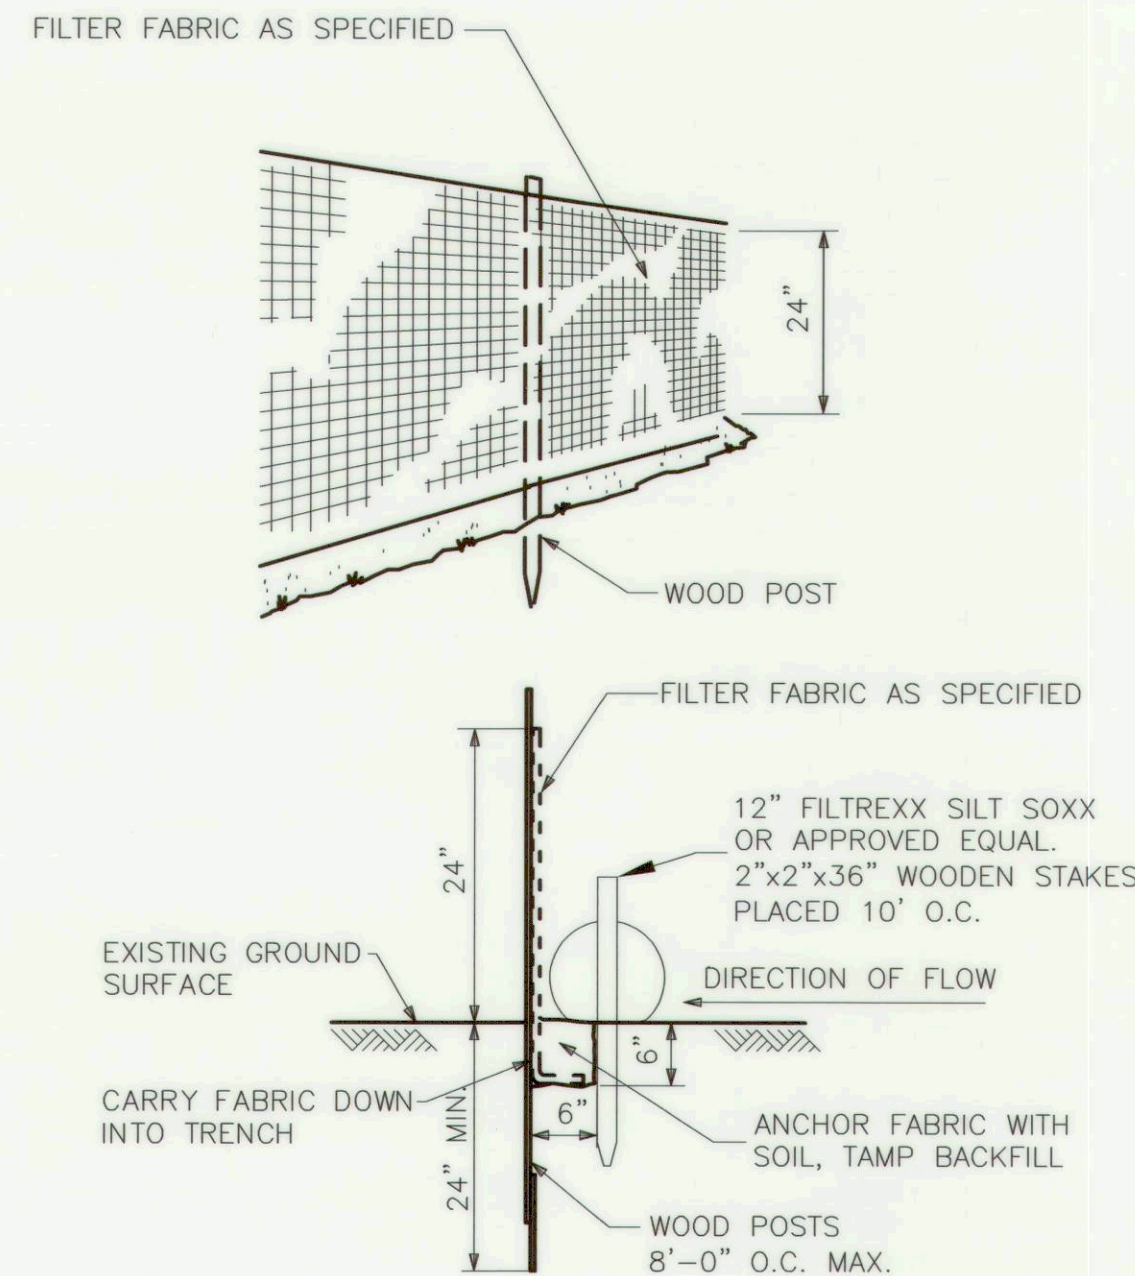 FILTER FABRIC AS SPECIFIED
24"
WOOD POST
FILTER FABRIC AS SPECIFIED
12" FILTREXX SILT SOXX
OR APPROVED EQUAL.
2"x2"x36" WOODEN STAKES
PLACED 10' O.C.
24"
EXISTING GROUND
SURFACE
DIRECTION OF FLOW
6"
CARRY FABRIC DOWN
INTO TRENCH
24" MIN.
6"
ANCHOR FABRIC WITH
SOIL, TAMP BACKFILL
WOOD POSTS
8'-0" O.C. MAX.